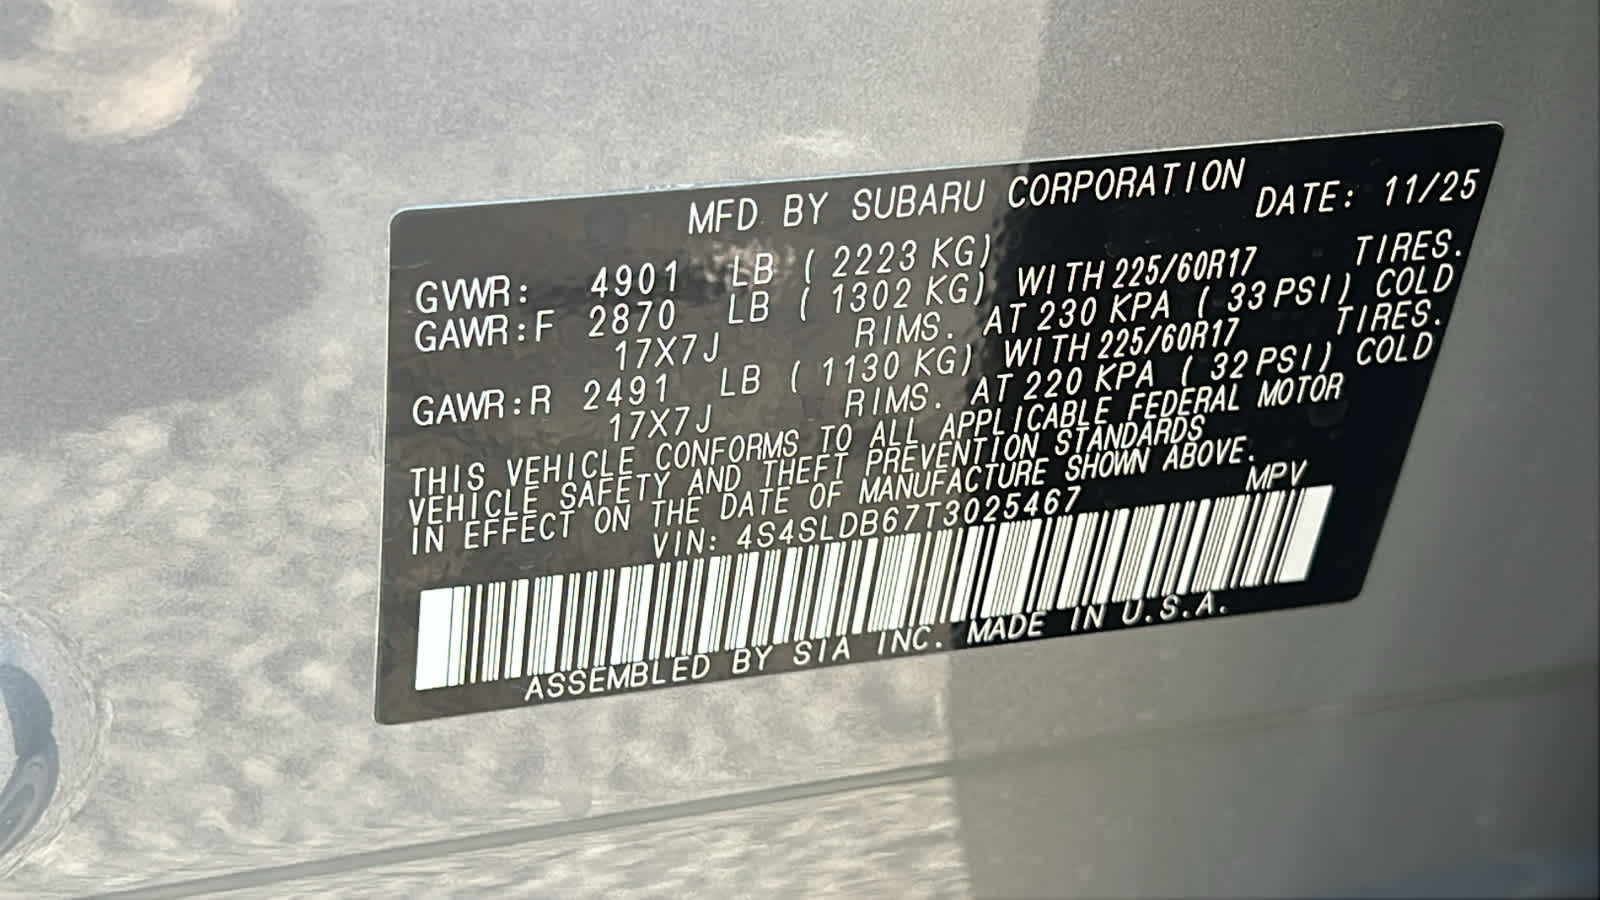 MFD BY SUBARU CORPORATION DATE: 11/25
GVWR: 4901 LB ( 2223 KG)
GAWR:F 2870 LB ( 1302 KG) WITH 225/60R17 TIRES.
17X7J RIMS. AT 230 KPA ( 33 PSI) COLD
GAWR:R 2491 LB ( 1130 KG) WITH 225/60R17 TIRES.
17X7J RIMS. AT 220 KPA ( 32 PSI) COLD
THIS VEHICLE CONFORMS TO ALL APPLICABLE FEDERAL MOTOR
VEHICLE SAFETY AND THEFT PREVENTION STANDARDS
IN EFFECT ON THE DATE OF MANUFACTURE SHOWN ABOVE.
VIN: 4S4SLDB67T3025467 MPV
ASSEMBLED BY SIA INC. MADE IN U.S.A.